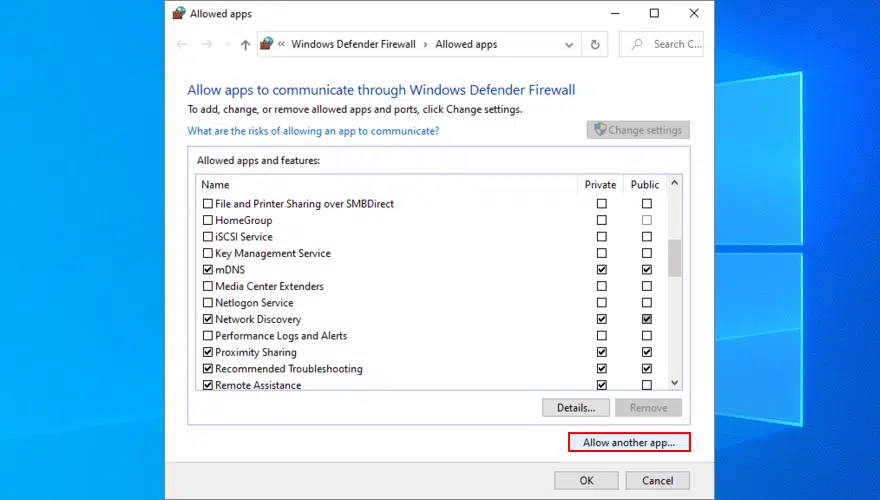 Allowed apps
« Windows Defender Firewall › Allowed apps
Search C...
Allow apps to communicate through Windows Defender Firewall
To add, change, or remove allowed apps and ports, click Change settings.
What are the risks of allowing an app to communicate?
Change settings
Allowed apps and features:
Name Private Public
File and Printer Sharing over SMBDirect
HomeGroup
iSCSI Service
Key Management Service
mDNS
Media Center Extenders
Netlogon Service
Network Discovery
Performance Logs and Alerts
Proximity Sharing
Recommended Troubleshooting
Remote Assistance
Details... Remove
Allow another app...
OK Cancel